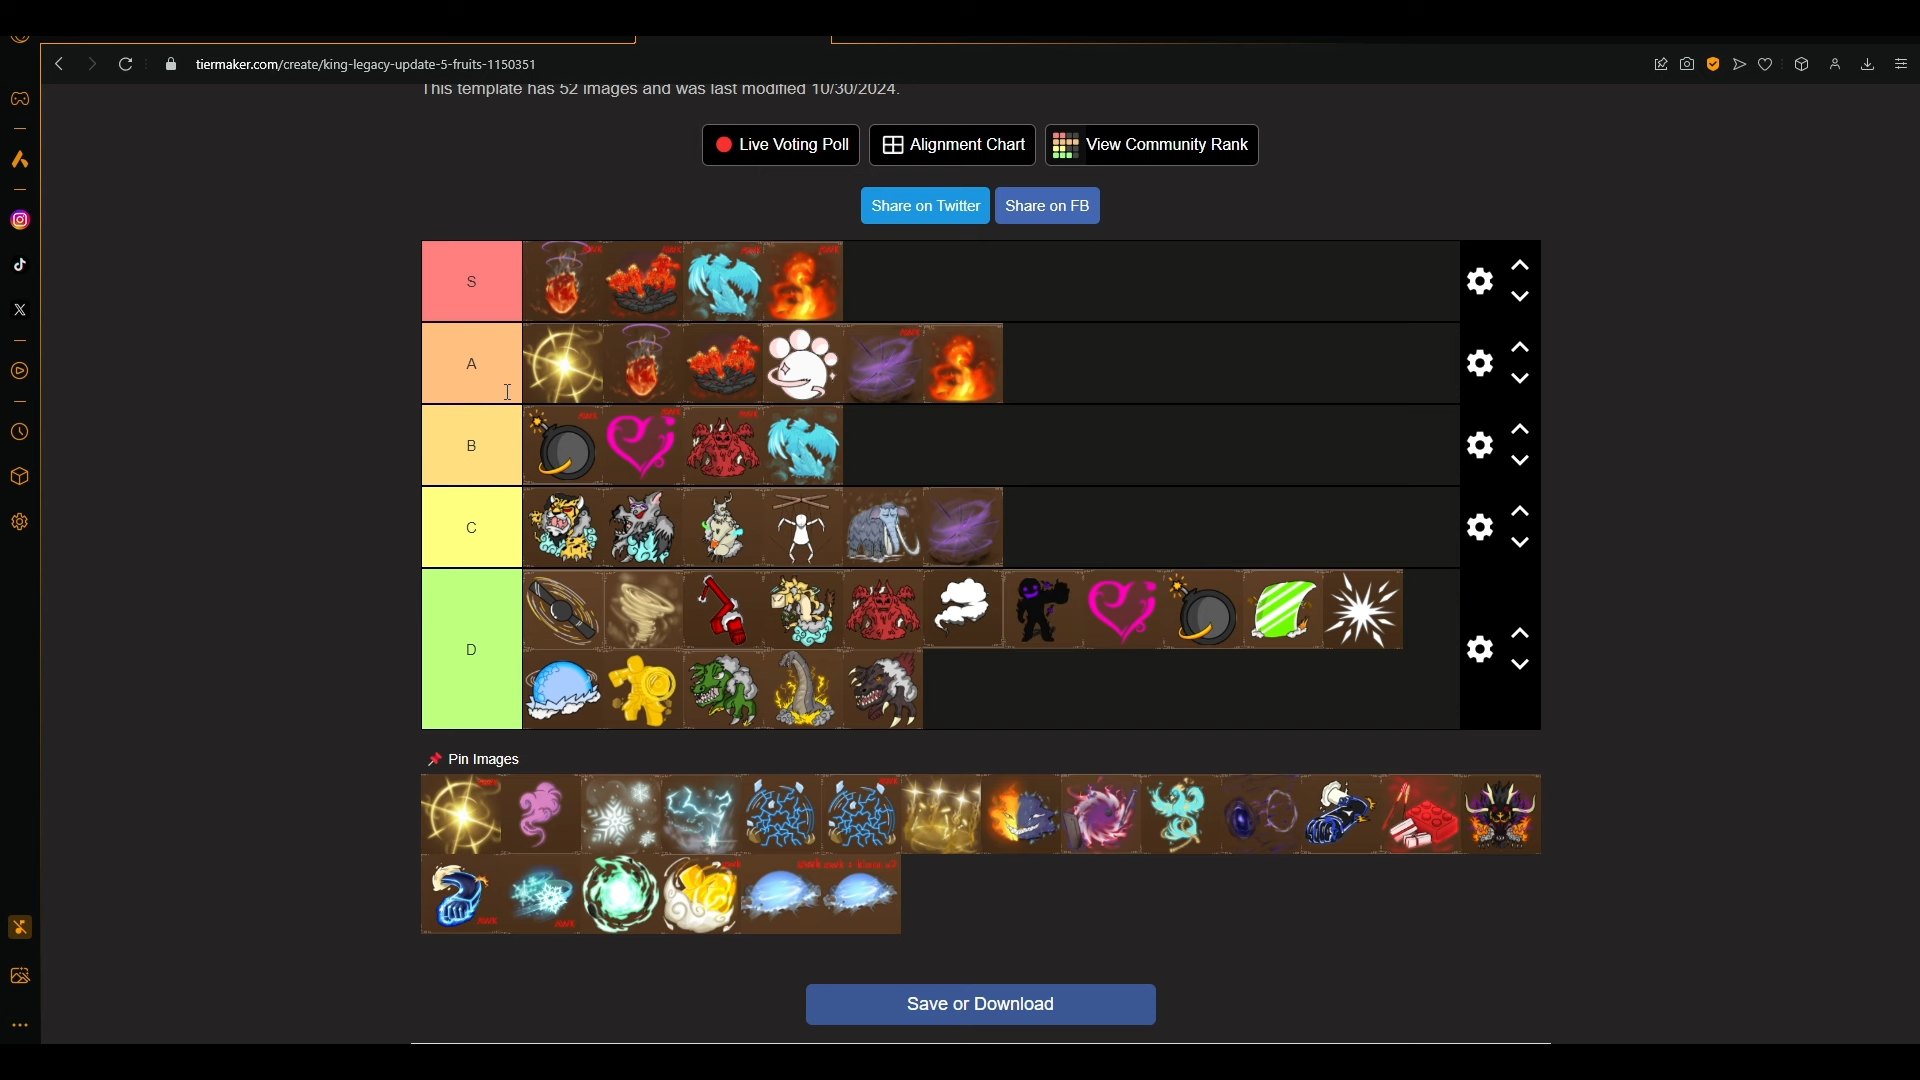 tiermaker.com/create/king-legacy-update-5-fruits-1150351
This template has 52 images and was last modified 10/30/2024.
Live Voting Poll
Alignment Chart
View Community Rank
Share on Twitter
Share on FB
S
A
B
C
D
Pin Images
Save or Download